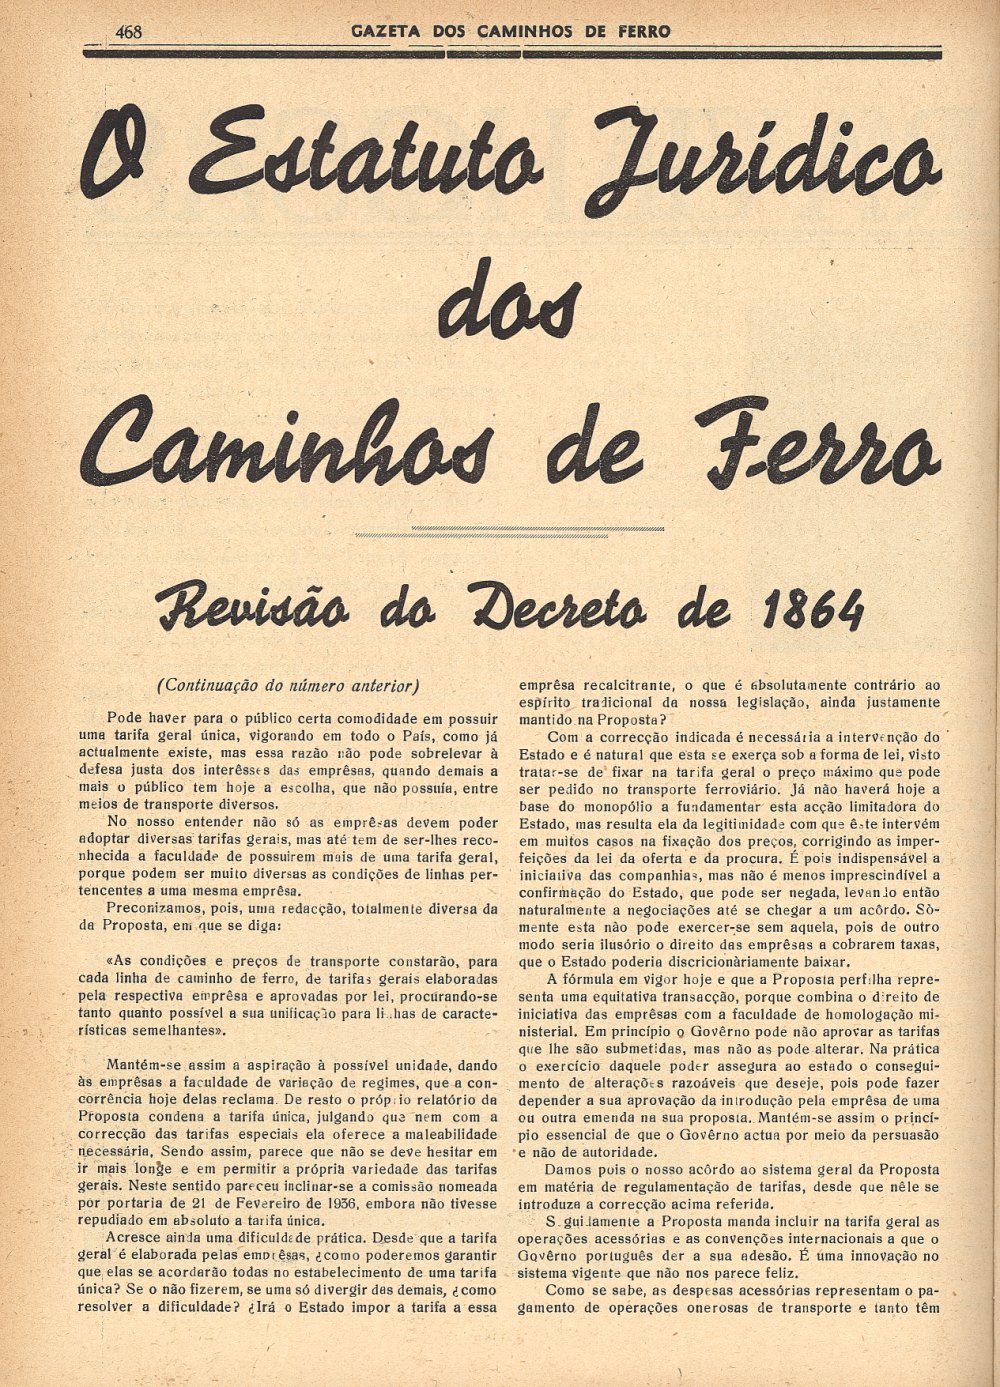 468
GAZETA DOS CAMINHOS DE FERRO
O Estatuto Jurídico
dos
Caminhos de Ferro
Revisão do Decreto de 1864
(Continuação do número anterior)
Pode haver para o público certa comodidade em possuir
uma tarifa geral única, vigorando em todo o País, como já
actualmente existe, mas essa razão não pode sobrelevar à
defesa justa dos interêsses das emprêsas, quando demais a
mais o público tem hoje a escolha, que não possuía, entre
meios de transporte diversos.
No nosso entender não só as emprêsas devem poder
adoptar diversas tarifas gerais, mas até tem de ser-lhes reco-
nhecida a faculdade de possuirem mais de uma tarifa geral,
porque podem ser muito diversas as condições de linhas per-
tencentes a uma mesma emprêsa.
Preconizamos, pois, uma redacção, totalmente diversa da
da Proposta, em que se diga:
«As condições e preços de transporte constarão, para
cada linha de caminho de ferro, de tarifas gerais elaboradas
pela respectiva emprêsa e aprovadas por lei, procurando-se
tanto quanto possível a sua unificação para linhas de caracte-
rísticas semelhantes».
Mantém-se assim a aspiração à possível unidade, dando
às emprêsas a faculdade de variação de regimes, que a con-
corrência hoje delas reclama. De resto o próprio relatório da
Proposta condena a tarifa única, julgando que nem com a
correcção das tarifas especiais ela oferece a maleabilidade
necessária, Sendo assim, parece que não se deve hesitar em
ir mais longe e em permitir a própria variedade das tarifas
gerais. Neste sentido pareceu inclinar-se a comissão nomeada
por portaria de 21 de Fevereiro de 1936, embora não tivesse
repudiado em absoluto a tarifa única.
Acresce ainda uma dificuldade prática. Desde que a tarifa
geral é elaborada pelas emprêsas, ¿como poderemos garantir
que elas se acordarão todas no estabelecimento de uma tarifa
única? Se o não fizerem, se uma só divergir das demais, ¿como
resolver a dificuldade? ¿Irá o Estado impor a tarifa a essa
emprêsa recalcitrante, o que é absolutamente contrário ao
espírito tradicional da nossa legislação, ainda justamente
mantido na Proposta?
Com a correcção indicada é necessária a intervenção do
Estado e é natural que esta se exerça sob a forma de lei, visto
tratar-se de fixar na tarifa geral o preço máximo que pode
ser pedido no transporte ferroviário. Já não haverá hoje a
base do monopólio a fundamentar esta acção limitadora do
Estado, mas resulta ela da legitimidade com que êste intervém
em muitos casos na fixação dos preços, corrigindo as imper-
feições da lei da oferta e da procura. É pois indispensável a
iniciativa das companhias, mas não é menos imprescindível a
confirmação do Estado, que pode ser negada, levando então
naturalmente a negociações até se chegar a um acôrdo. Sò-
mente esta não pode exercer-se sem aquela, pois de outro
modo seria ilusório o direito das emprêsas a cobrarem taxas,
que o Estado poderia discricionàriamente baixar.
A fórmula em vigor hoje e que a Proposta perfilha repre-
senta uma equitativa transacção, porque combina o direito de
iniciativa das empresas com a faculdade de homologação mi-
nisterial. Em princípio o Govêrno pode não aprovar as tarifas
que lhe são submetidas, mas não as pode alterar. Na prática
o exercício daquele poder assegura ao estado o consegui-
mento de alterações razoáveis que deseje, pois pode fazer
depender a sua aprovação da introdução pela emprêsa de uma
ou outra emenda na sua proposta. Mantém-se assim o princí-
pio essencial de que o Govêrno actua por meio da persuasão
e não de autoridade.
Damos pois o nosso acôrdo ao sistema geral da Proposta
em matéria de regulamentação de tarifas, desde que nêle se
introduza a correcção acima referida.
Seguidamente a Proposta manda incluir na tarifa geral as
operações acessórias e as convenções internacionais a que o
Govêrno português der a sua adesão. É uma innovação no
sistema vigente que não nos parece feliz.
Como se sabe, as despesas acessórias representam o pa-
gamento de operações onerosas de transporte e tanto têm